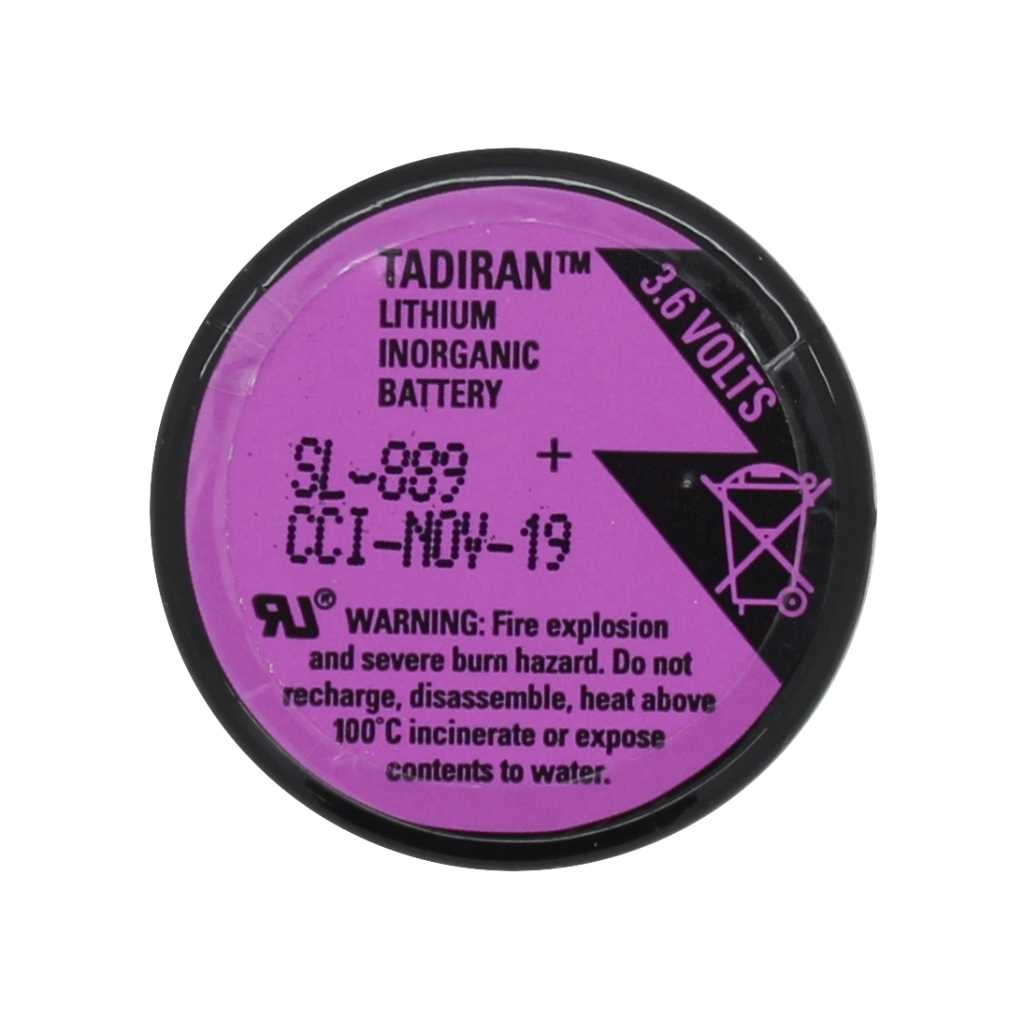 TADIRAN™
LITHIUM
INORGANIC
BATTERY
3.6 VOLTS
SL-889 +
CCI-NOV-19
RU® WARNING: Fire explosion
and severe burn hazard. Do not
recharge, disassemble, heat above
100°C incinerate or expose
contents to water.